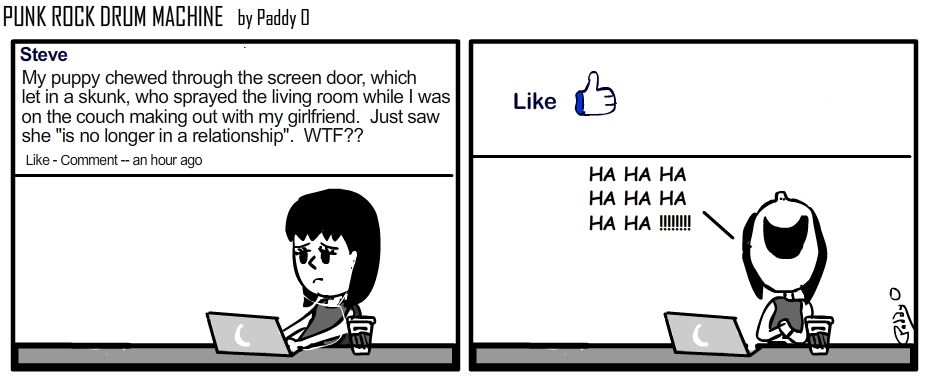 PUNK ROCK DRUM MACHINE by Paddy O
Steve
My puppy chewed through the screen door, which
let in a skunk, who sprayed the living room while I was
on the couch making out with my girlfriend. Just saw
she "is no longer in a relationship". WTF??
Like - Comment -- an hour ago
Like
HA HA HA
HA HA HA
HA HA !!!!!!!!
Paddy O